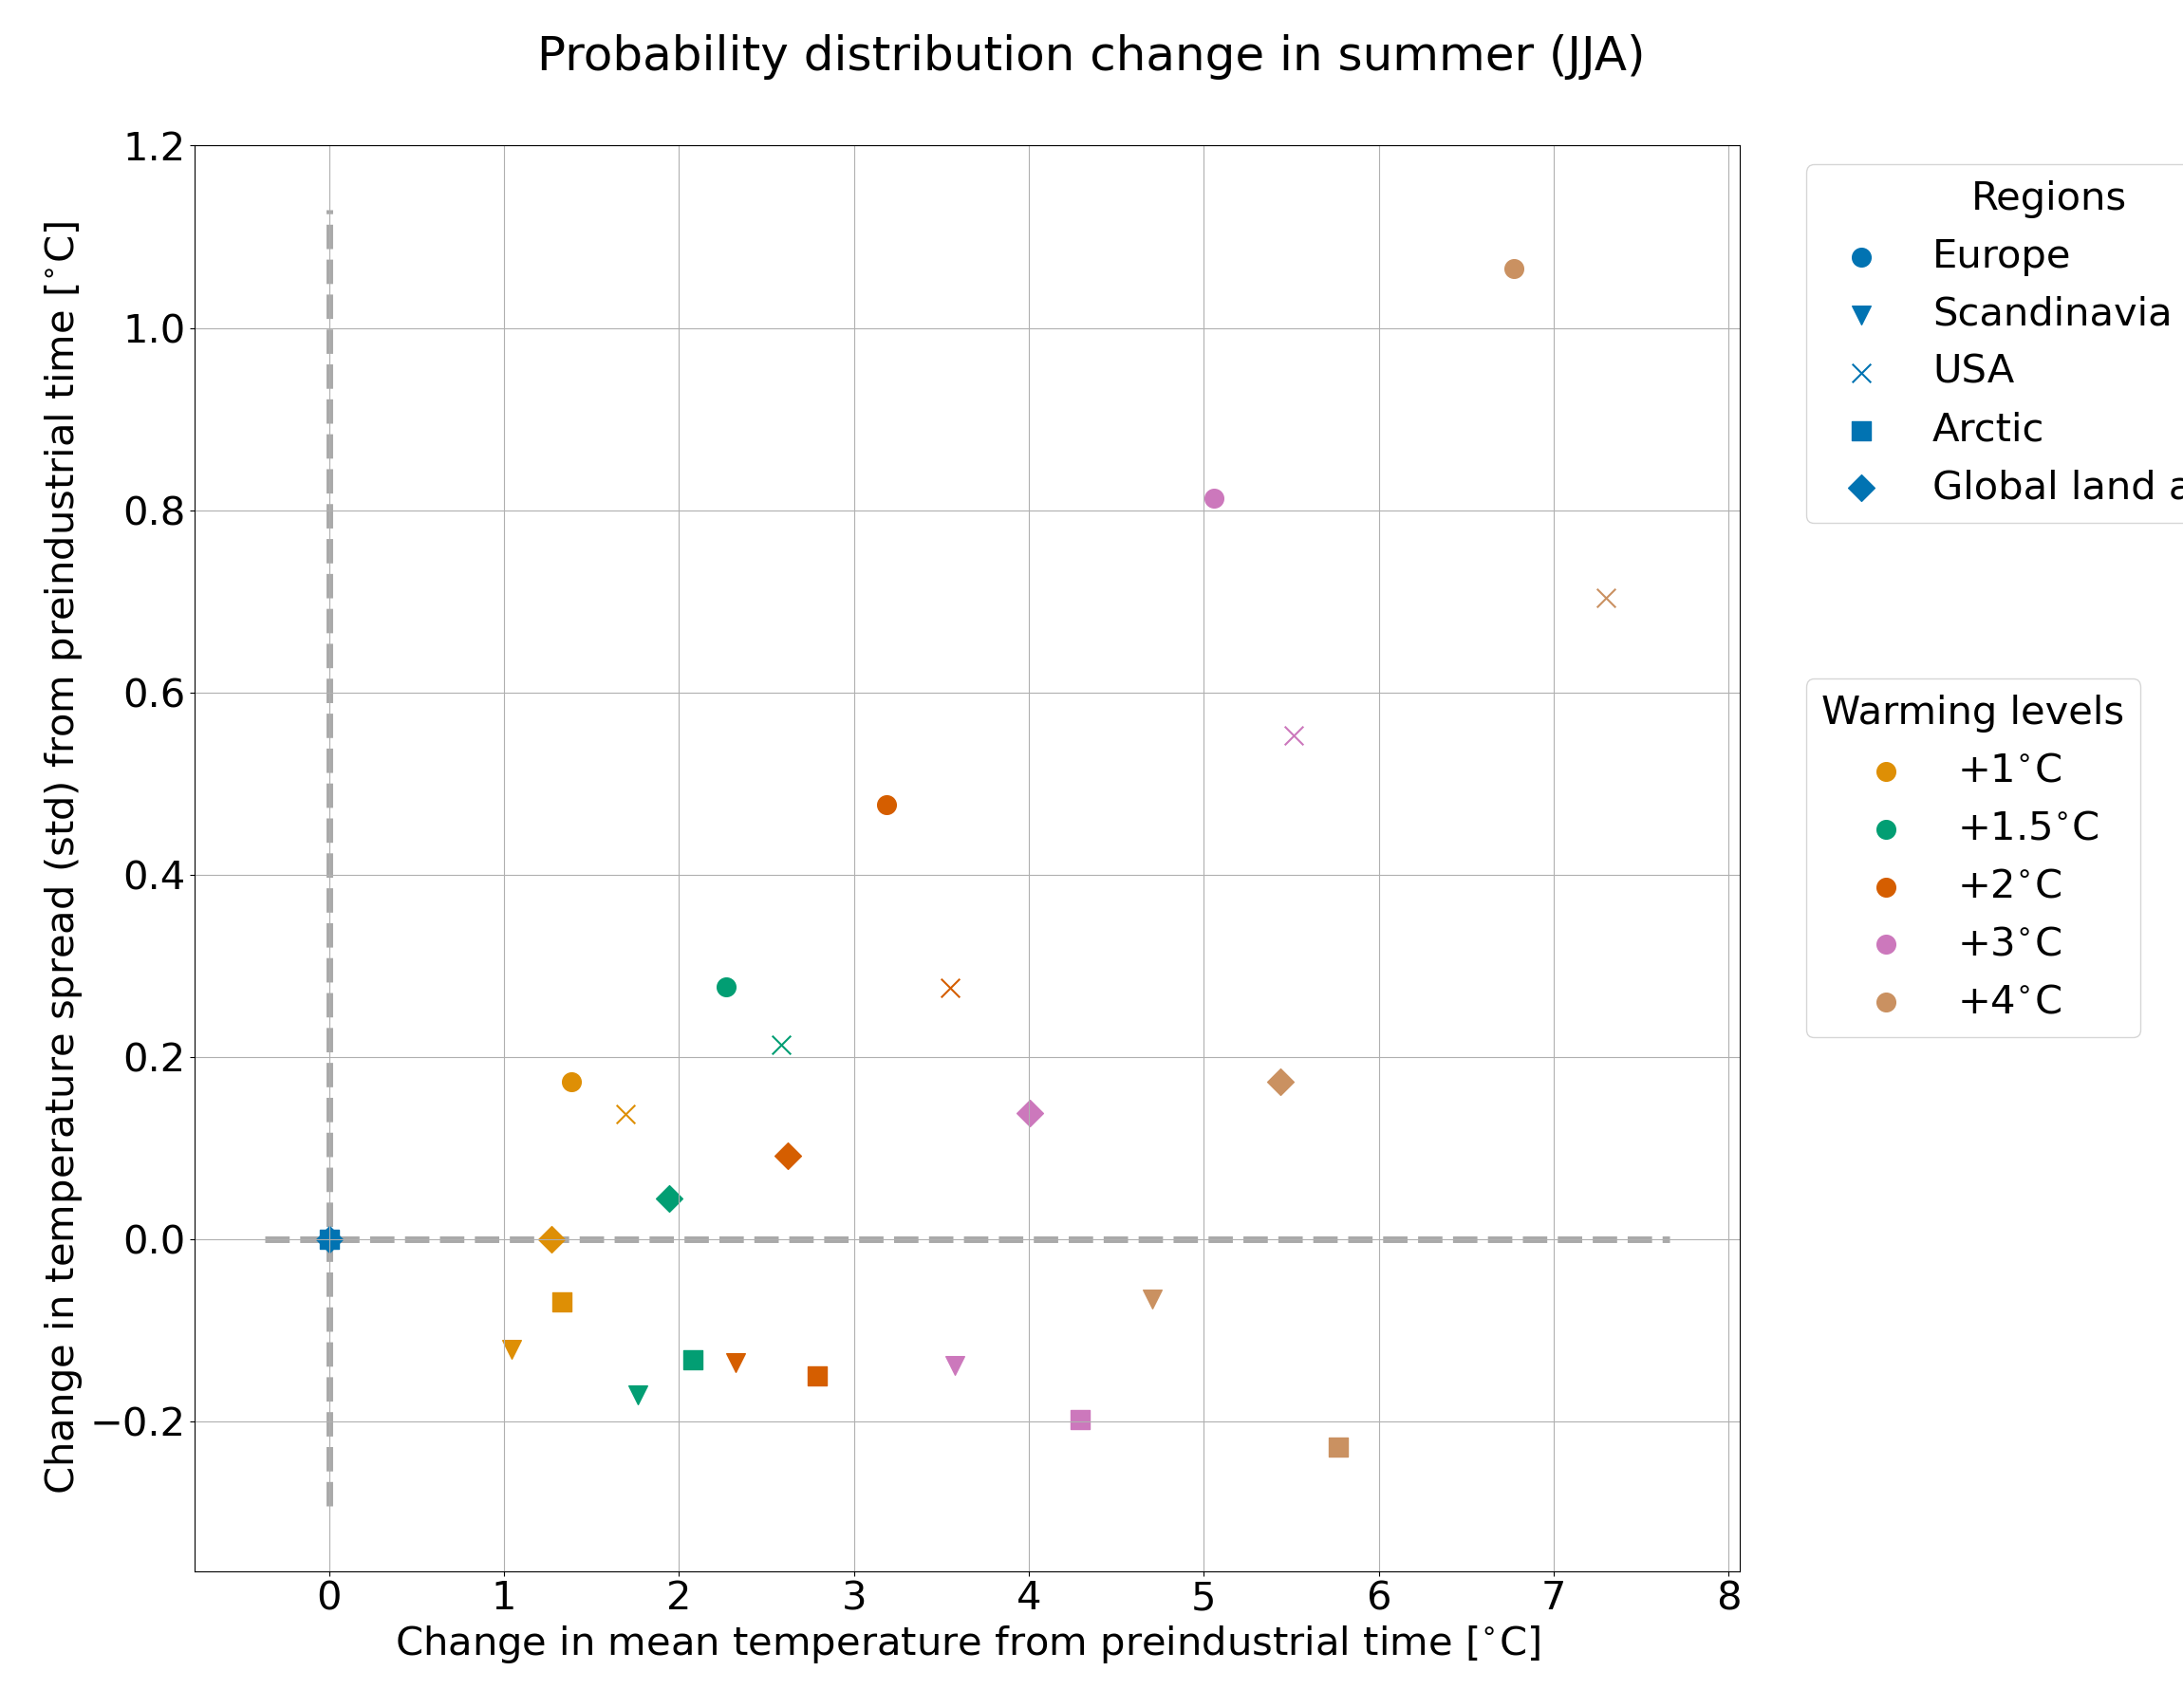 Probability distribution change in summer (JJA)
Change in temperature spread (std) from preindustrial time [°C]
1.2
1.0
0.8
0.6
0.4
0.2
0.0
−0.2
0
1
2
3
4
5
6
7
8
Change in mean temperature from preindustrial time [°C]
Regions
Europe
Scandinavia
USA
Arctic
Global land
Warming levels
+1°C
+1.5°C
+2°C
+3°C
+4°C